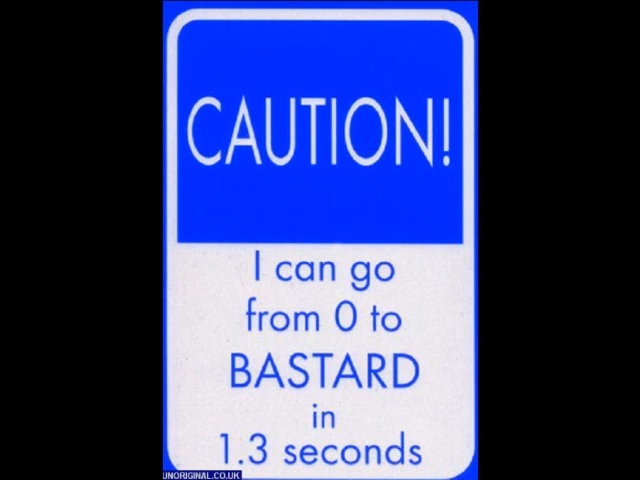 CAUTION!
I can go
from 0 to
BASTARD
in
1.3 seconds
UNORIGINAL.CO.UK